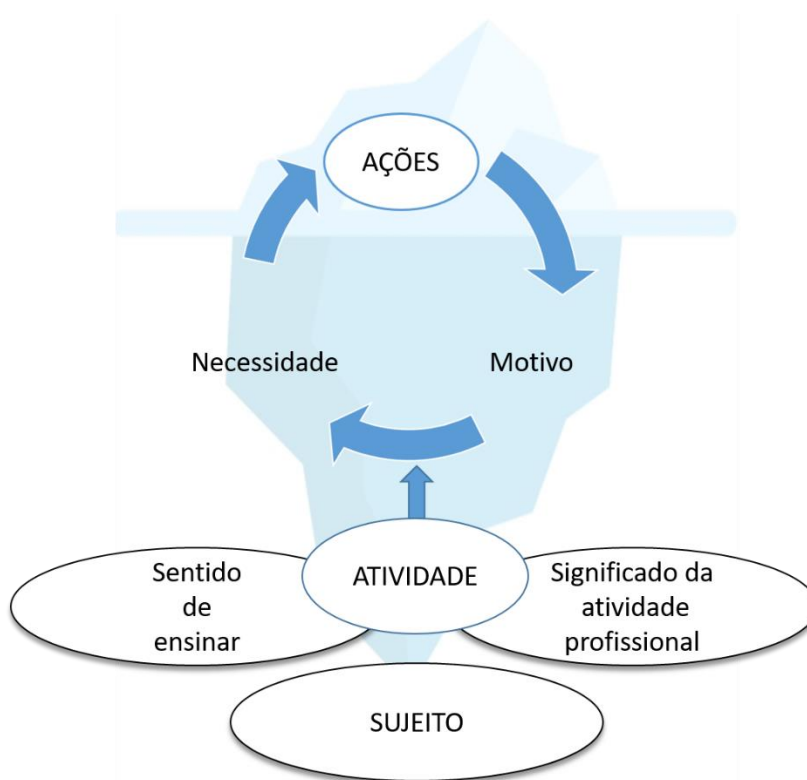 AÇÕES
Necessidade
Motivo
ATIVIDADE
Sentido
de
ensinar
Significado da
atividade
profissional
SUJEITO